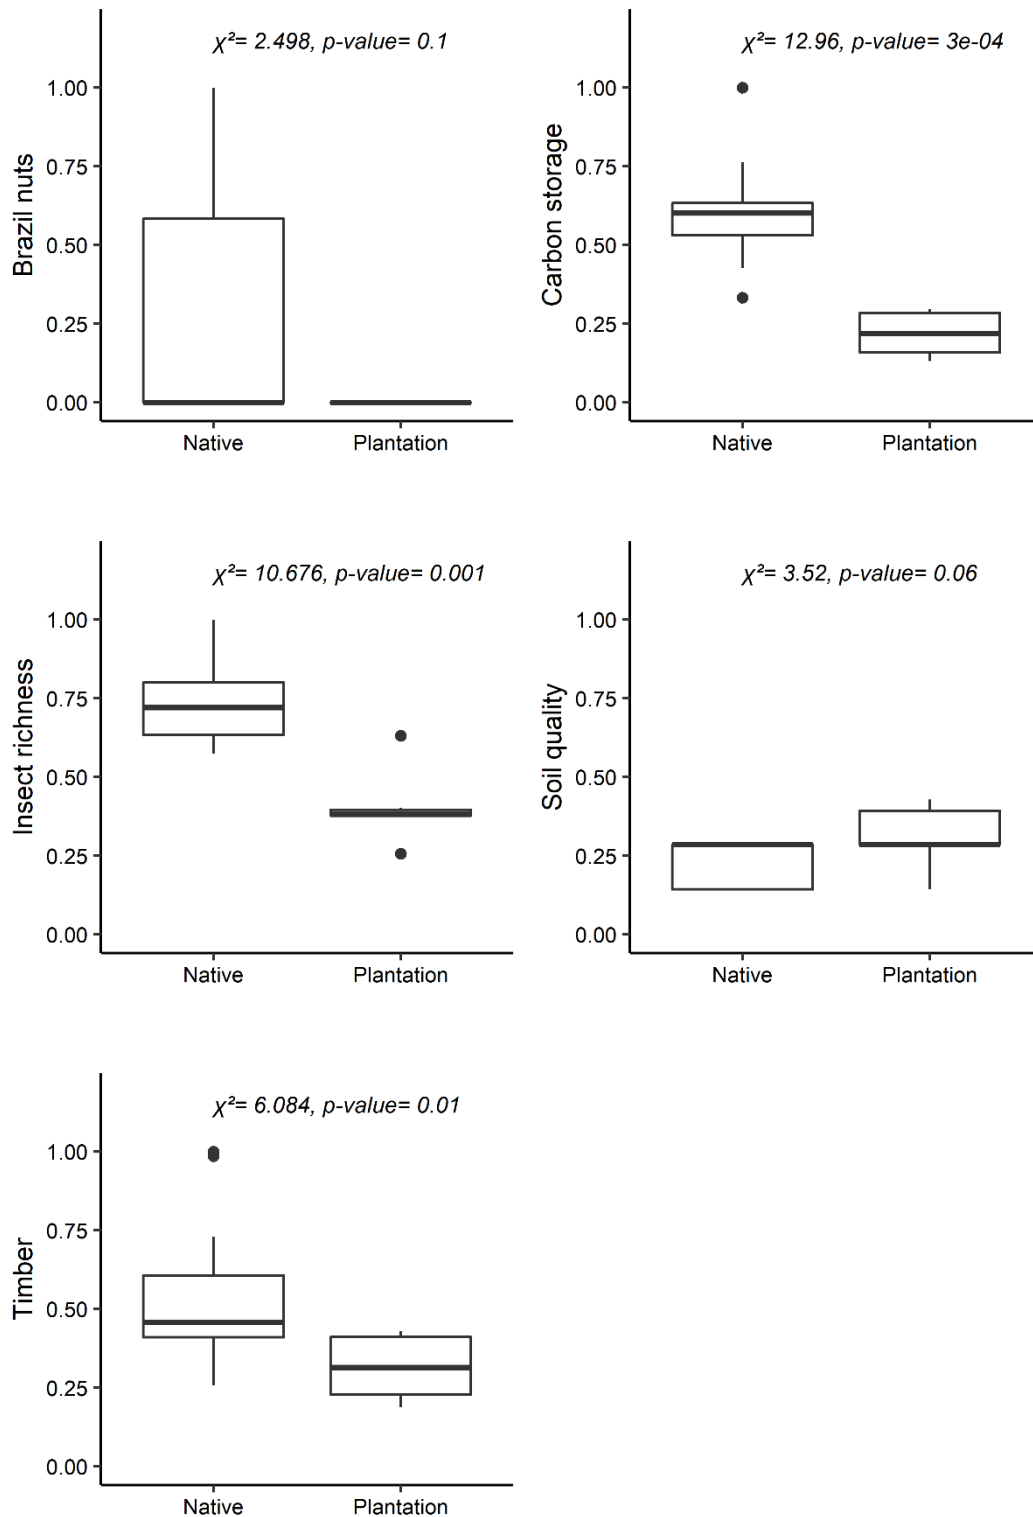 χ²= 2.498, p-value= 0.1
Brazil nuts
1.00
0.75
0.50
0.25
0.00
Native Plantation
χ²= 12.96, p-value= 3e-04
Carbon storage
1.00
0.75
0.50
0.25
0.00
Native Plantation
χ²= 10.676, p-value= 0.001
Insect richness
1.00
0.75
0.50
0.25
0.00
Native Plantation
χ²= 3.52, p-value= 0.06
Soil quality
1.00
0.75
0.50
0.25
0.00
Native Plantation
χ²= 6.084, p-value= 0.01
Timber
1.00
0.75
0.50
0.25
0.00
Native Plantation